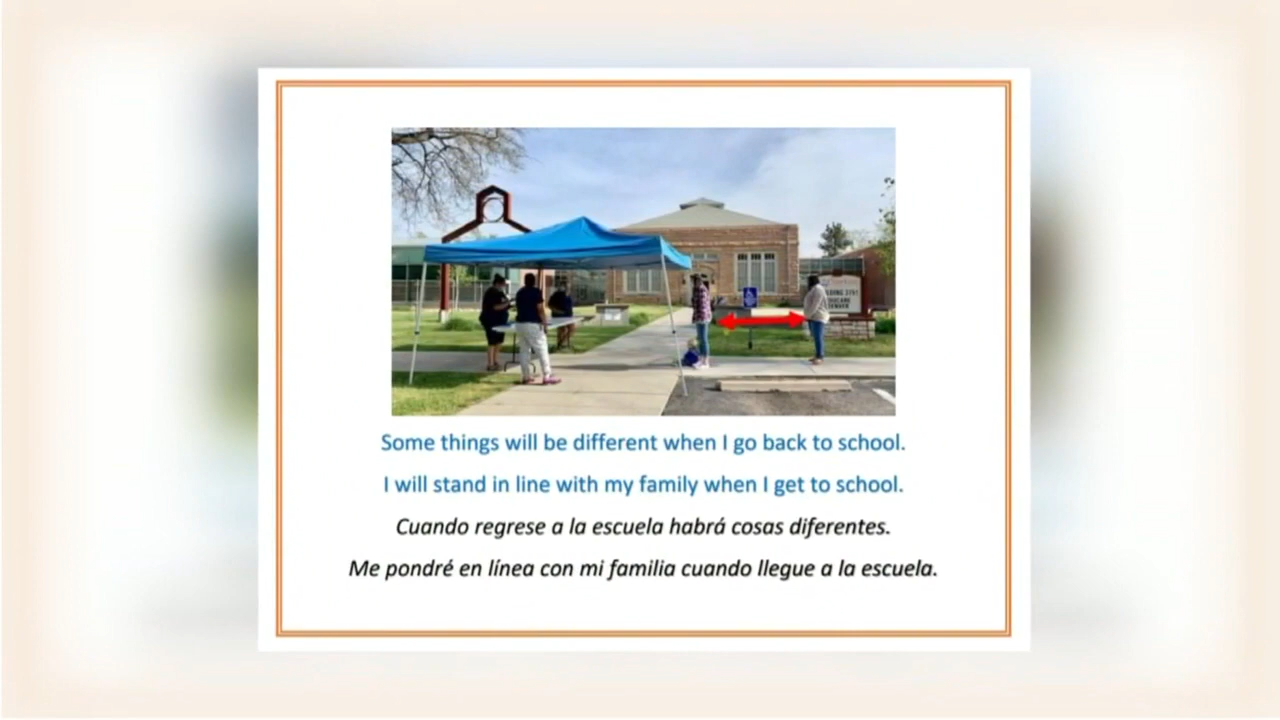 Some things will be different when I go back to school.
I will stand in line with my family when I get to school.
Cuando regrese a la escuela habrá cosas diferentes.
Me pondré en línea con mi familia cuando llegue a la escuela.